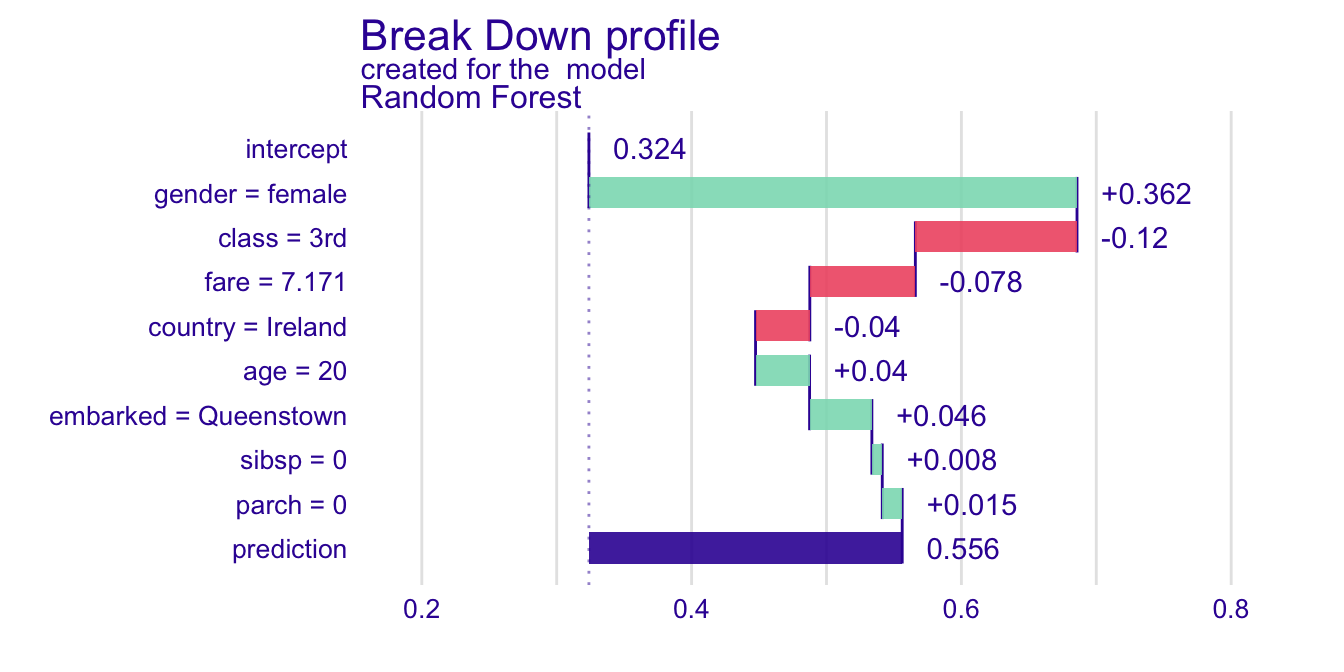 Break Down profile
created for the  model
Random Forest
intercept 0.324
gender = female +0.362
class = 3rd -0.12
fare = 7.171 -0.078
country = Ireland -0.04
age = 20 +0.04
embarked = Queenstown +0.046
sibsp = 0 +0.008
parch = 0 +0.015
prediction 0.556
0.2 0.4 0.6 0.8